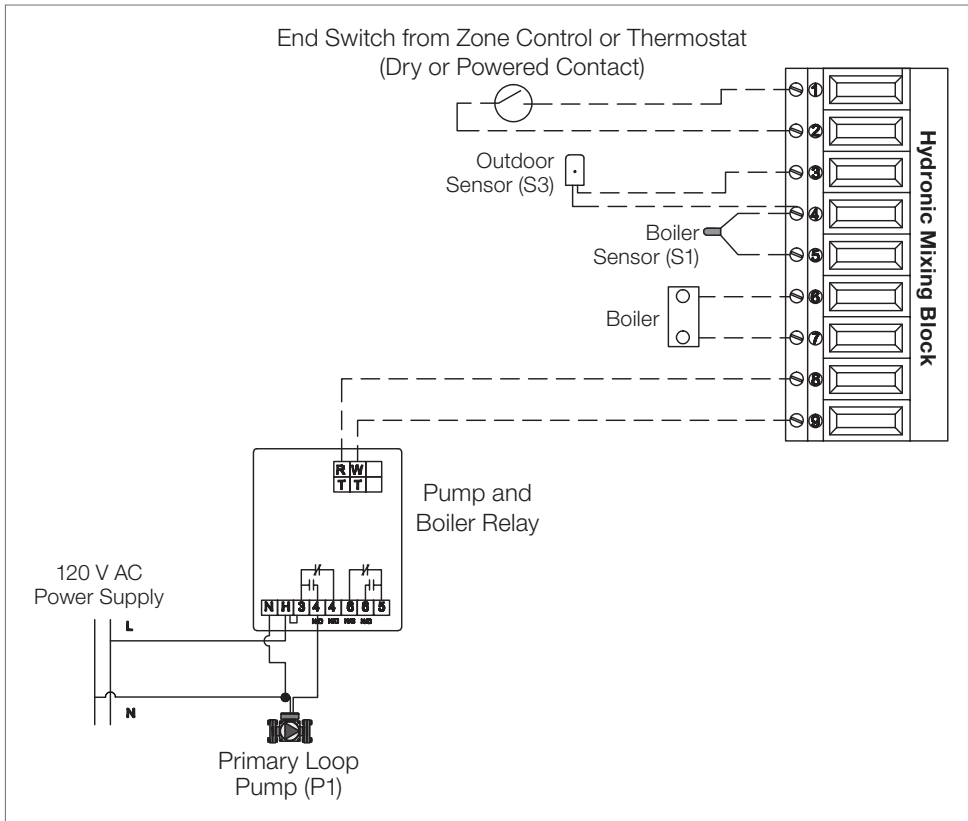 End Switch from Zone Control or Thermostat
(Dry or Powered Contact)
1
2
3
4
5
6
7
8
9
Hydronic Mixing Block
Outdoor
Sensor (S3)
Boiler
Sensor (S1)
Boiler
R W
T T
Pump and
Boiler Relay
120 V AC
Power Supply
L
N
N H 3 4 4 6 6 5
Primary Loop
Pump (P1)